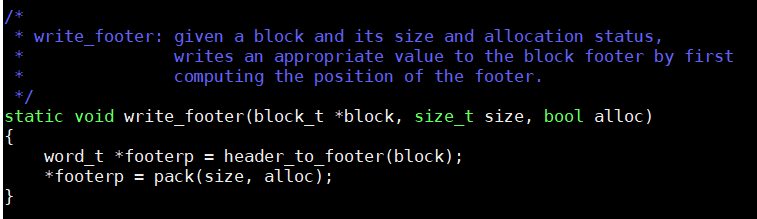 /*
 * write_footer: given a block and its size and allocation status,
 *               writes an appropriate value to the block footer by first
 *               computing the position of the footer.
 */
static void write_footer(block_t *block, size_t size, bool alloc)
{
    word_t *footerp = header_to_footer(block);
    *footerp = pack(size, alloc);
}